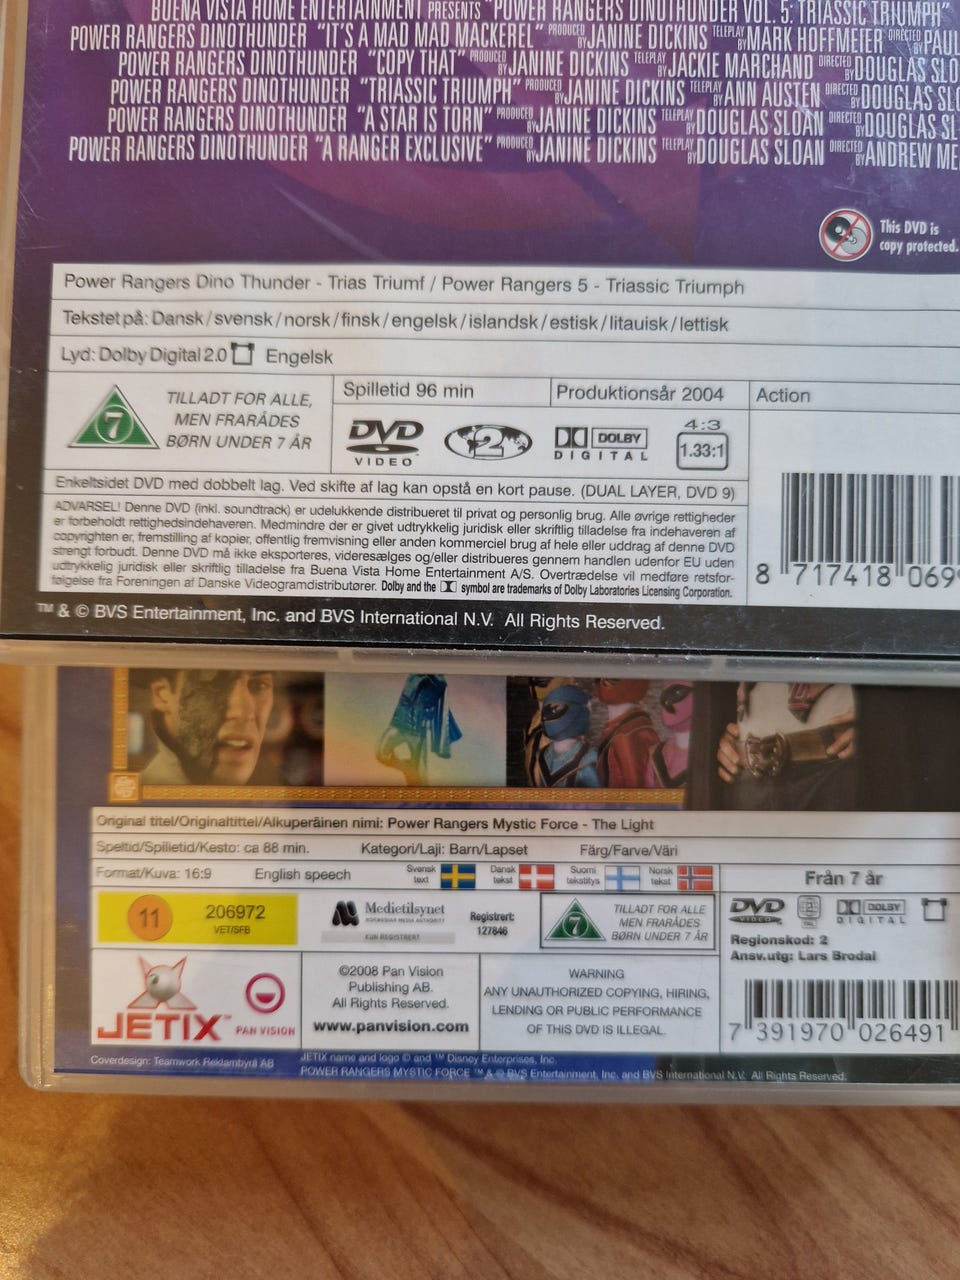 BUENA VISTA HOME ENTERTAINMENT PRESENTS "POWER RANGERS DINOTHUNDER VOL. 5: TRIASSIC TRIUMPH"
POWER RANGERS DINOTHUNDER "IT'S A MAD MAD MACKEREL" PRODUCED BY JANINE DICKINS TELEPLAY BY MARK HOFFMEIER DIRECTED BY PAUL
POWER RANGERS DINOTHUNDER "COPY THAT" PRODUCED BY JANINE DICKINS TELEPLAY BY JACKIE MARCHAND DIRECTED BY DOUGLAS SLO
POWER RANGERS DINOTHUNDER "TRIASSIC TRIUMPH" PRODUCED BY JANINE DICKINS TELEPLAY BY ANN AUSTEN DIRECTED BY DOUGLAS SLO
POWER RANGERS DINOTHUNDER "A STAR IS TORN" PRODUCED BY JANINE DICKINS TELEPLAY BY DOUGLAS SLOAN DIRECTED BY DOUGLAS SL
POWER RANGERS DINOTHUNDER "A RANGER EXCLUSIVE" PRODUCED BY JANINE DICKINS TELEPLAY BY DOUGLAS SLOAN DIRECTED BY ANDREW ME
This DVD is
copy protected.
Power Rangers Dino Thunder - Trias Triumf / Power Rangers 5 - Triassic Triumph
Tekstet på: Dansk/svensk/norsk/finsk/engelsk/islandsk/estisk/litauisk/lettisk
Lyd: Dolby Digital 2.0 Engelsk
7
TILLADT FOR ALLE,
MEN FRARÅDES
BØRN UNDER 7 ÅR
Spilletid 96 min
Produktionsår 2004
Action
DVD
VIDEO
2
DOLBY
DIGITAL
4:3
1.33:1
Enkeltsidet DVD med dobbelt lag. Ved skifte af lag kan opstå en kort pause. (DUAL LAYER, DVD 9)
ADVARSEL! Denne DVD (inkl. soundtrack) er udelukkende distribueret til privat og personlig brug. Alle øvrige rettigheder
er forbeholdt rettighedsindehaveren. Medmindre der er givet udtrykkelig juridisk eller skriftlig tilladelse fra indehaveren af
copyrighten er, fremstilling af kopier, offentlig fremvisning eller anden kommerciel brug af hele eller uddrag af denne DVD
strengt forbudt. Denne DVD må ikke eksporteres, videresælges og/eller distribueres gennem handlen udenfor EU uden
udtrykkelig juridisk eller skriftlig tilladelse fra Buena Vista Home Entertainment A/S. Overtrædelse vil medføre retsfor-
følgelse fra Foreningen af Danske Videogramdistributører. Dolby and the symbol are trademarks of Dolby Laboratories Licensing Corporation.
8 717418 069
™ & © BVS Entertainment, Inc. and BVS International N.V. All Rights Reserved.
Original titel/Originaltittel/Alkuperäinen nimi: Power Rangers Mystic Force - The Light
Speltid/Spilletid/Kesto: ca 88 min. Kategori/Laji: Barn/Lapset Färg/Farve/Väri
Format/Kuva: 16:9 English speech
Svensk
text
Dansk
tekst
Suomi
tekstitys
Norsk
tekst
Från 7 år
11
206972
VET/SFB
Medietilsynet
NORWEGIAN MEDIA AUTHORITY
KUN REGISTRERT
Registrert:
127846
7
TILLADT FOR ALLE
MEN FRARÅDES
BØRN UNDER 7 ÅR
DVD
VIDEO
2
PAL
DOLBY
DIGITAL
Regionskod: 2
Ansv.utg: Lars Brodal
JETIX™
PAN VISION
©2008 Pan Vision
Publishing AB.
All Rights Reserved.
www.panvision.com
WARNING
ANY UNAUTHORIZED COPYING, HIRING,
LENDING OR PUBLIC PERFORMANCE
OF THIS DVD IS ILLEGAL.
7 391970 026491
Coverdesign: Teamwork Reklambyrå AB
JETIX name and logo © and ™ Disney Enterprises, Inc.
POWER RANGERS MYSTIC FORCE ™ & © BVS Entertainment, Inc. and BVS International N.V. All Rights Reserved.